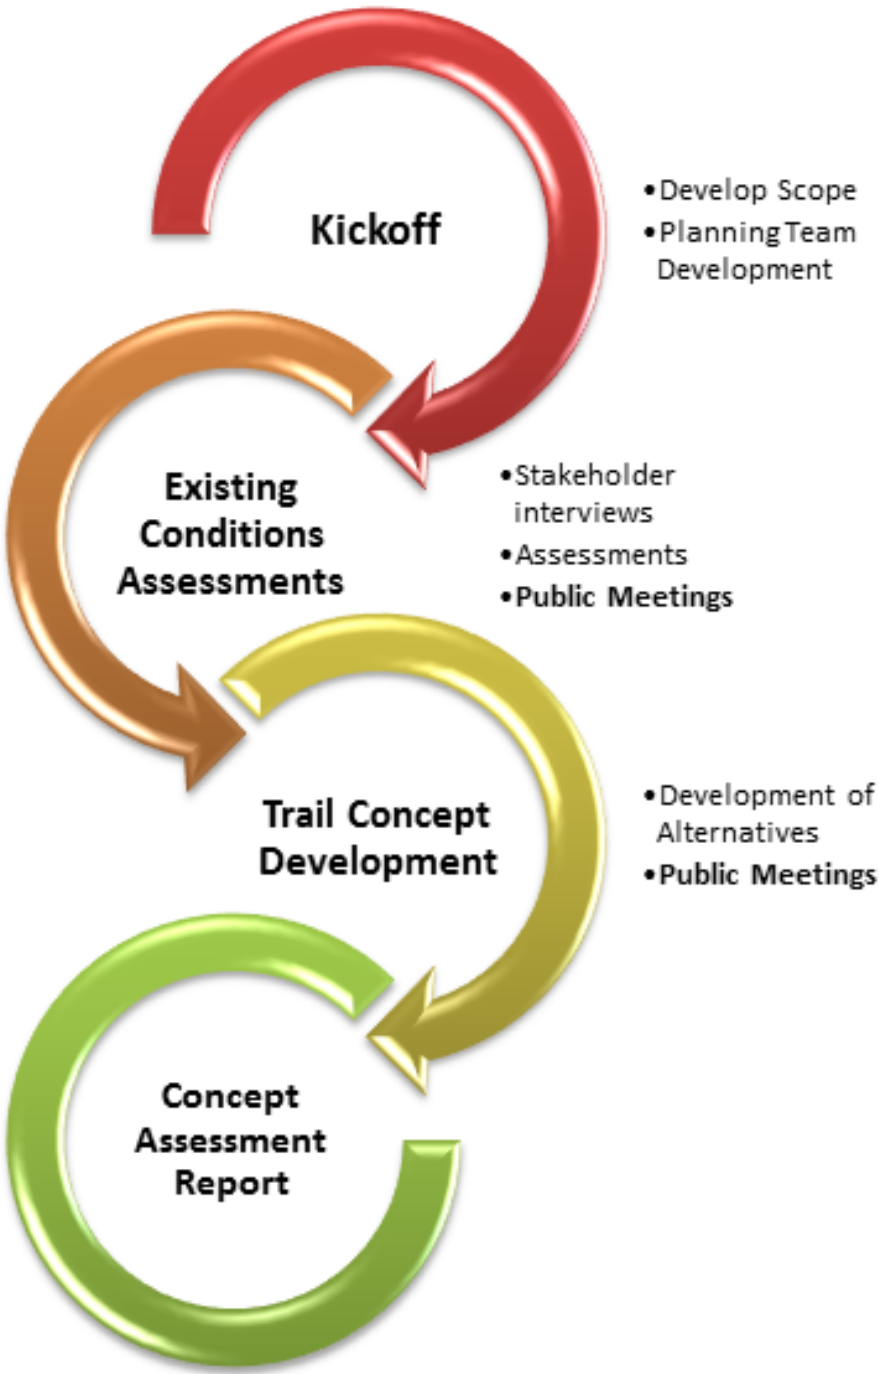 Kickoff
•Develop Scope
•Planning Team
Development
Existing
Conditions
Assessments
•Stakeholder
interviews
•Assessments
•Public Meetings
Trail Concept
Development
•Development of
Alternatives
•Public Meetings
Concept
Assessment
Report